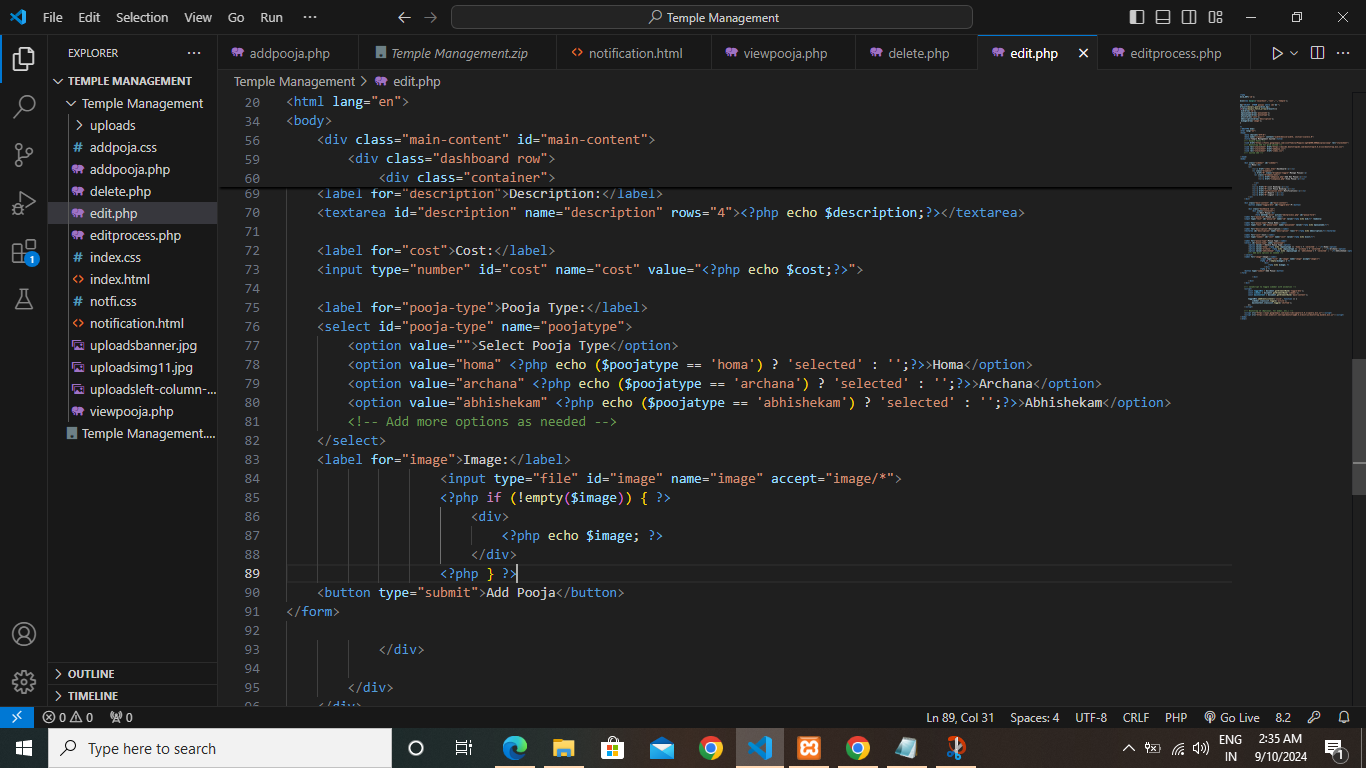 File Edit Selection View Go Run ··· Temple Management
EXPLORER ···
TEMPLE MANAGEMENT
Temple Management
uploads
# addpoja.css
addpooja.php
delete.php
edit.php
editprocess.php
# index.css
<> index.html
# notfi.css
<> notification.html
uploadsbanner.jpg
uploadsimg11.jpg
uploadsleft-column-...
viewpooja.php
Temple Management....
OUTLINE
TIMELINE
1
addpooja.php Temple Management.zip <> notification.html viewpooja.php delete.php edit.php editprocess.php
Temple Management > edit.php
20 <html lang="en">
34 <body>
56 <div class="main-content" id="main-content">
59 <div class="dashboard row">
60 <div class="container">
69 <label for="description">Description:</label>
70 <textarea id="description" name="description" rows="4"><?php echo $description;?></textarea>
71
72 <label for="cost">Cost:</label>
73 <input type="number" id="cost" name="cost" value="<?php echo $cost;?>">
74
75 <label for="pooja-type">Pooja Type:</label>
76 <select id="pooja-type" name="poojatype">
77 <option value="">Select Pooja Type</option>
78 <option value="homa" <?php echo ($poojatype == 'homa') ? 'selected' : '';?>>Homa</option>
79 <option value="archana" <?php echo ($poojatype == 'archana') ? 'selected' : '';?>>Archana</option>
80 <option value="abhishekam" <?php echo ($poojatype == 'abhishekam') ? 'selected' : '';?>>Abhishekam</option>
81 <!-- Add more options as needed -->
82 </select>
83 <label for="image">Image:</label>
84 <input type="file" id="image" name="image" accept="image/*">
85 <?php if (!empty($image)) { ?>
86 <div>
87 <?php echo $image; ?>
88 </div>
89 <?php } ?>
90 <button type="submit">Add Pooja</button>
91 </form>
92
93 </div>
94
95 </div>
96 </div>
0 0 0 Ln 89, Col 31 Spaces: 4 UTF-8 CRLF PHP Go Live 8.2
Type here to search
ENG
IN
2:35 AM
9/10/2024
1